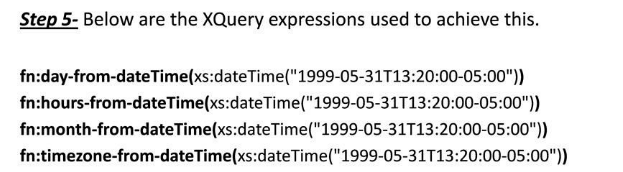 Step 5- Below are the XQuery expressions used to achieve this.
fn:day-from-dateTime(xs:dateTime("1999-05-31T13:20:00-05:00"))
fn:hours-from-dateTime(xs:dateTime("1999-05-31T13:20:00-05:00"))
fn:month-from-dateTime(xs:dateTime("1999-05-31T13:20:00-05:00"))
fn:timezone-from-dateTime(xs:dateTime("1999-05-31T13:20:00-05:00"))